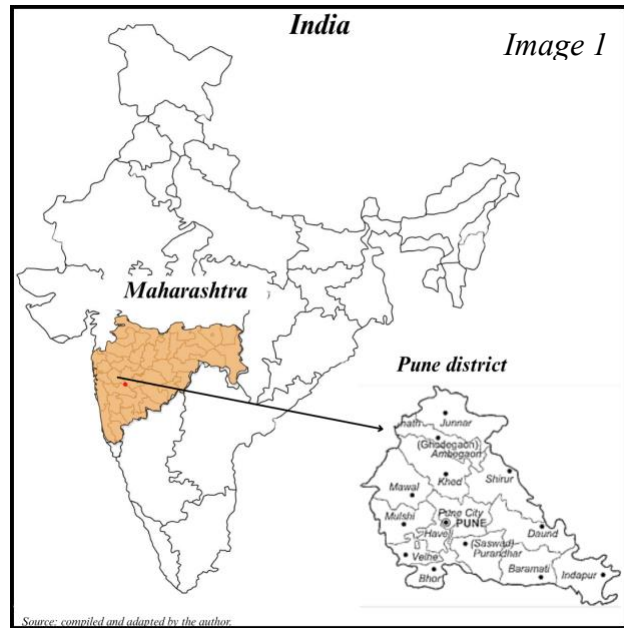 India
Image 1
Maharashtra
Pune district
Junnar
(Ghodegaon)
Ambegaon
Khed
Shirur
Mawal
Pune City
Mulshi
PUNE
Haveli
Daund
(Saswad)
Purandhar
Velhe
Baramati
Indapur
Bhor
Source: compiled and adapted by the author.